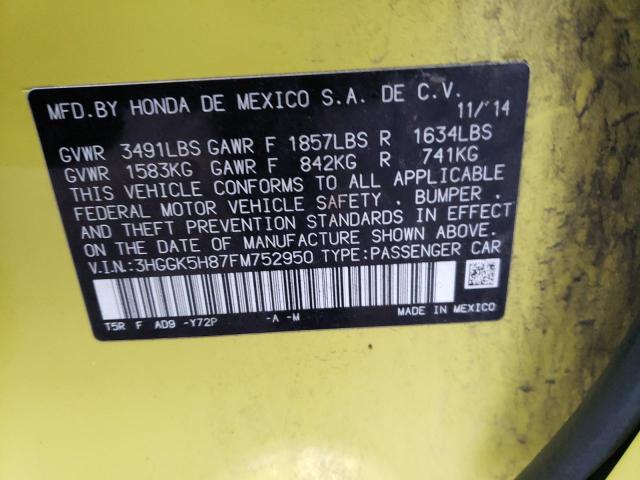 MFD.BY HONDA DE MEXICO S.A. DE C.V.
11/'14
GVWR 3491LBS GAWR F 1857LBS R 1634LBS
GVWR 1583KG GAWR F 842KG R 741KG
THIS VEHICLE CONFORMS TO ALL APPLICABLE
FEDERAL MOTOR VEHICLE SAFETY , BUMPER ,
AND THEFT PREVENTION STANDARDS IN EFFECT
ON THE DATE OF MANUFACTURE SHOWN ABOVE.
V.I.N.:3HGGK5H87FM752950 TYPE:PASSENGER CAR
T5R F AD9 -Y72P -A -M MADE IN MEXICO